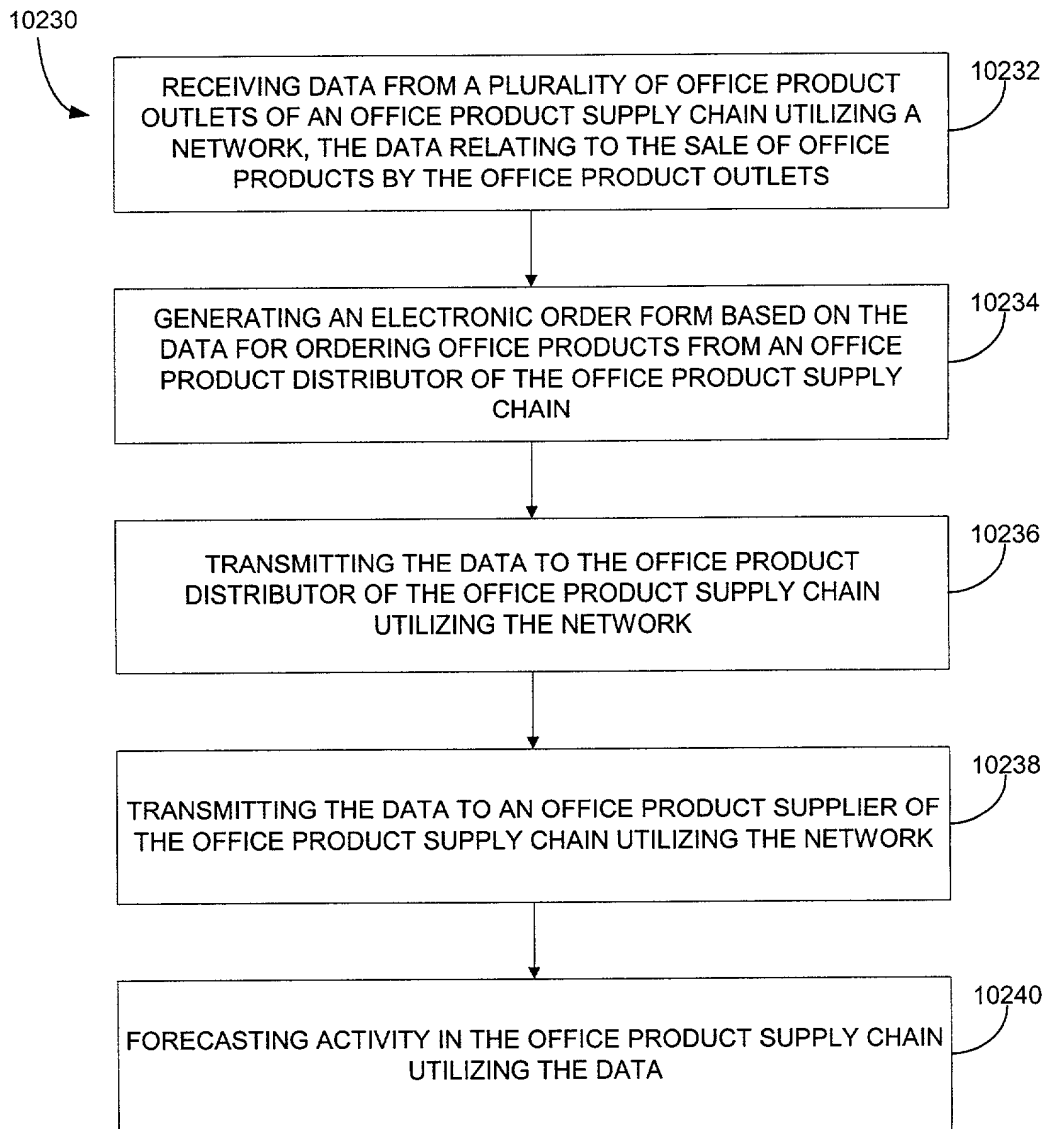 10230
RECEIVING DATA FROM A PLURALITY OF OFFICE PRODUCT
OUTLETS OF AN OFFICE PRODUCT SUPPLY CHAIN UTILIZING A
NETWORK, THE DATA RELATING TO THE SALE OF OFFICE
PRODUCTS BY THE OFFICE PRODUCT OUTLETS
10232
GENERATING AN ELECTRONIC ORDER FORM BASED ON THE
DATA FOR ORDERING OFFICE PRODUCTS FROM AN OFFICE
PRODUCT DISTRIBUTOR OF THE OFFICE PRODUCT SUPPLY
CHAIN
10234
TRANSMITTING THE DATA TO THE OFFICE PRODUCT
DISTRIBUTOR OF THE OFFICE PRODUCT SUPPLY CHAIN
UTILIZING THE NETWORK
10236
TRANSMITTING THE DATA TO AN OFFICE PRODUCT SUPPLIER OF
THE OFFICE PRODUCT SUPPLY CHAIN UTILIZING THE NETWORK
10238
FORECASTING ACTIVITY IN THE OFFICE PRODUCT SUPPLY CHAIN
UTILIZING THE DATA
10240